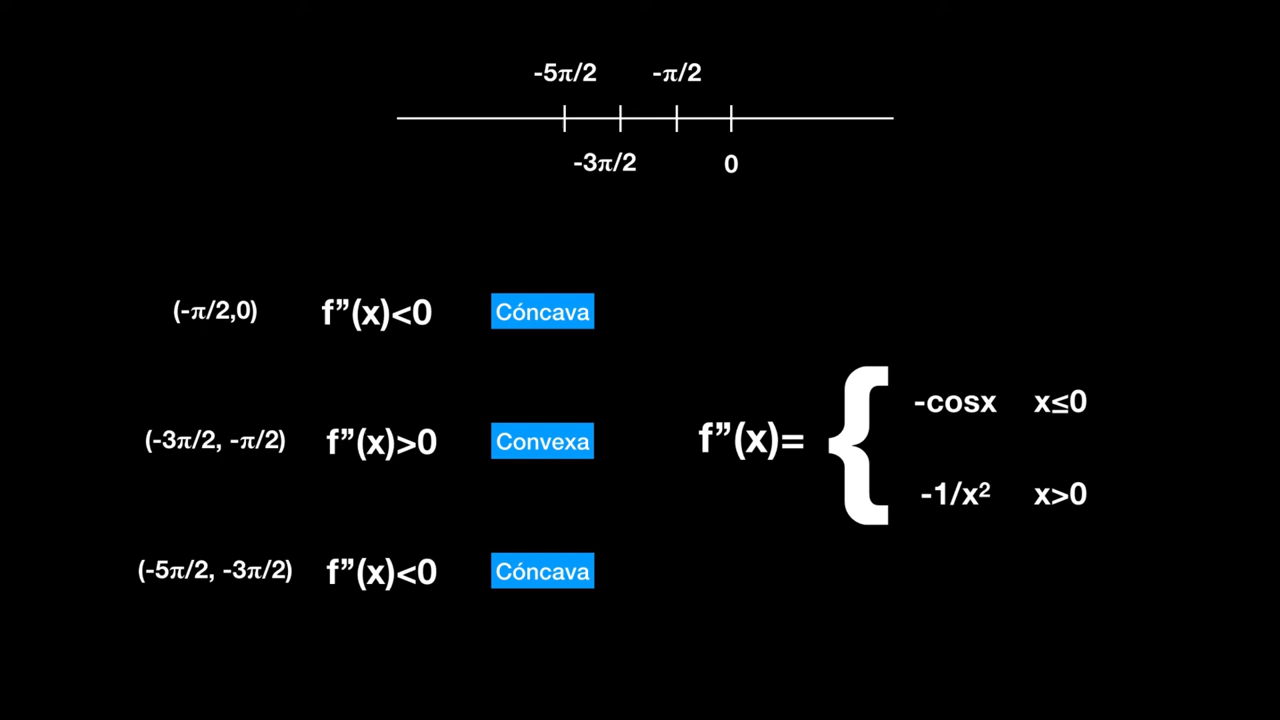 -5π/2 -π/2
-3π/2 0
(-π/2,0) f”(x)<0 Cóncava
-cosx x≤0
(-3π/2, -π/2) f”(x)>0 Convexa f”(x)= {
-1/x² x>0
(-5π/2, -3π/2) f”(x)<0 Cóncava